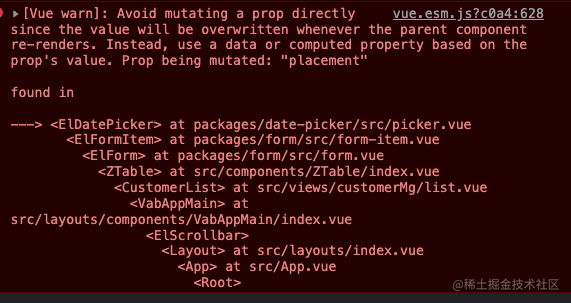 ▸[Vue warn]: Avoid mutating a prop directly vue.esm.js?c0a4:628
since the value will be overwritten whenever the parent component
re-renders. Instead, use a data or computed property based on the
prop's value. Prop being mutated: "placement"
found in
---> <ElDatePicker> at packages/date-picker/src/picker.vue
<ElFormItem> at packages/form/src/form-item.vue
<ElForm> at packages/form/src/form.vue
<ZTable> at src/components/ZTable/index.vue
<CustomerList> at src/views/customerMg/list.vue
<VabAppMain> at
src/layouts/components/VabAppMain/index.vue
<ElScrollbar>
<Layout> at src/layouts/index.vue
<App> at src/App.vue
<Root>
@稀土掘金技术社区